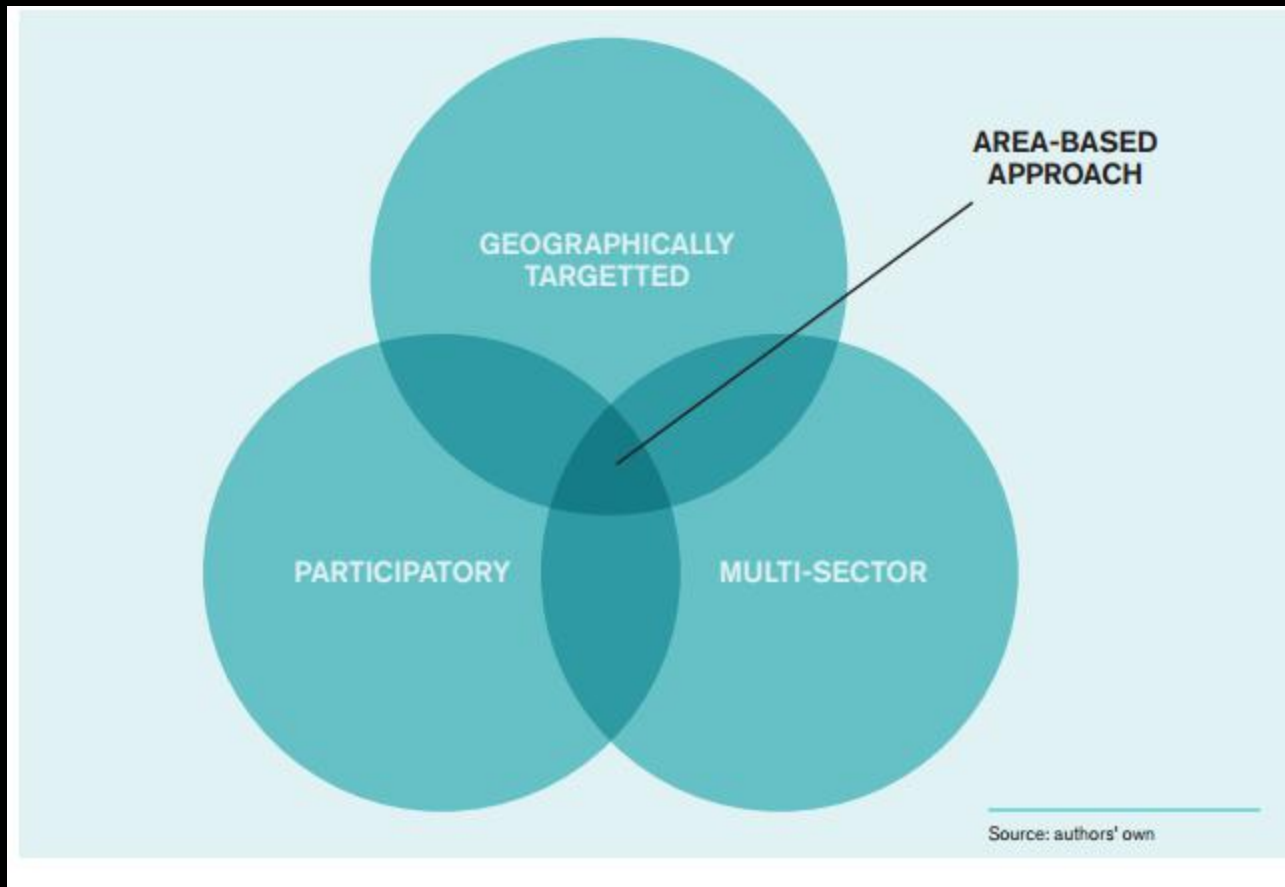 AREA-BASED
APPROACH
GEOGRAPHICALLY
TARGETTED
PARTICIPATORY
MULTI-SECTOR
Source: authors' own